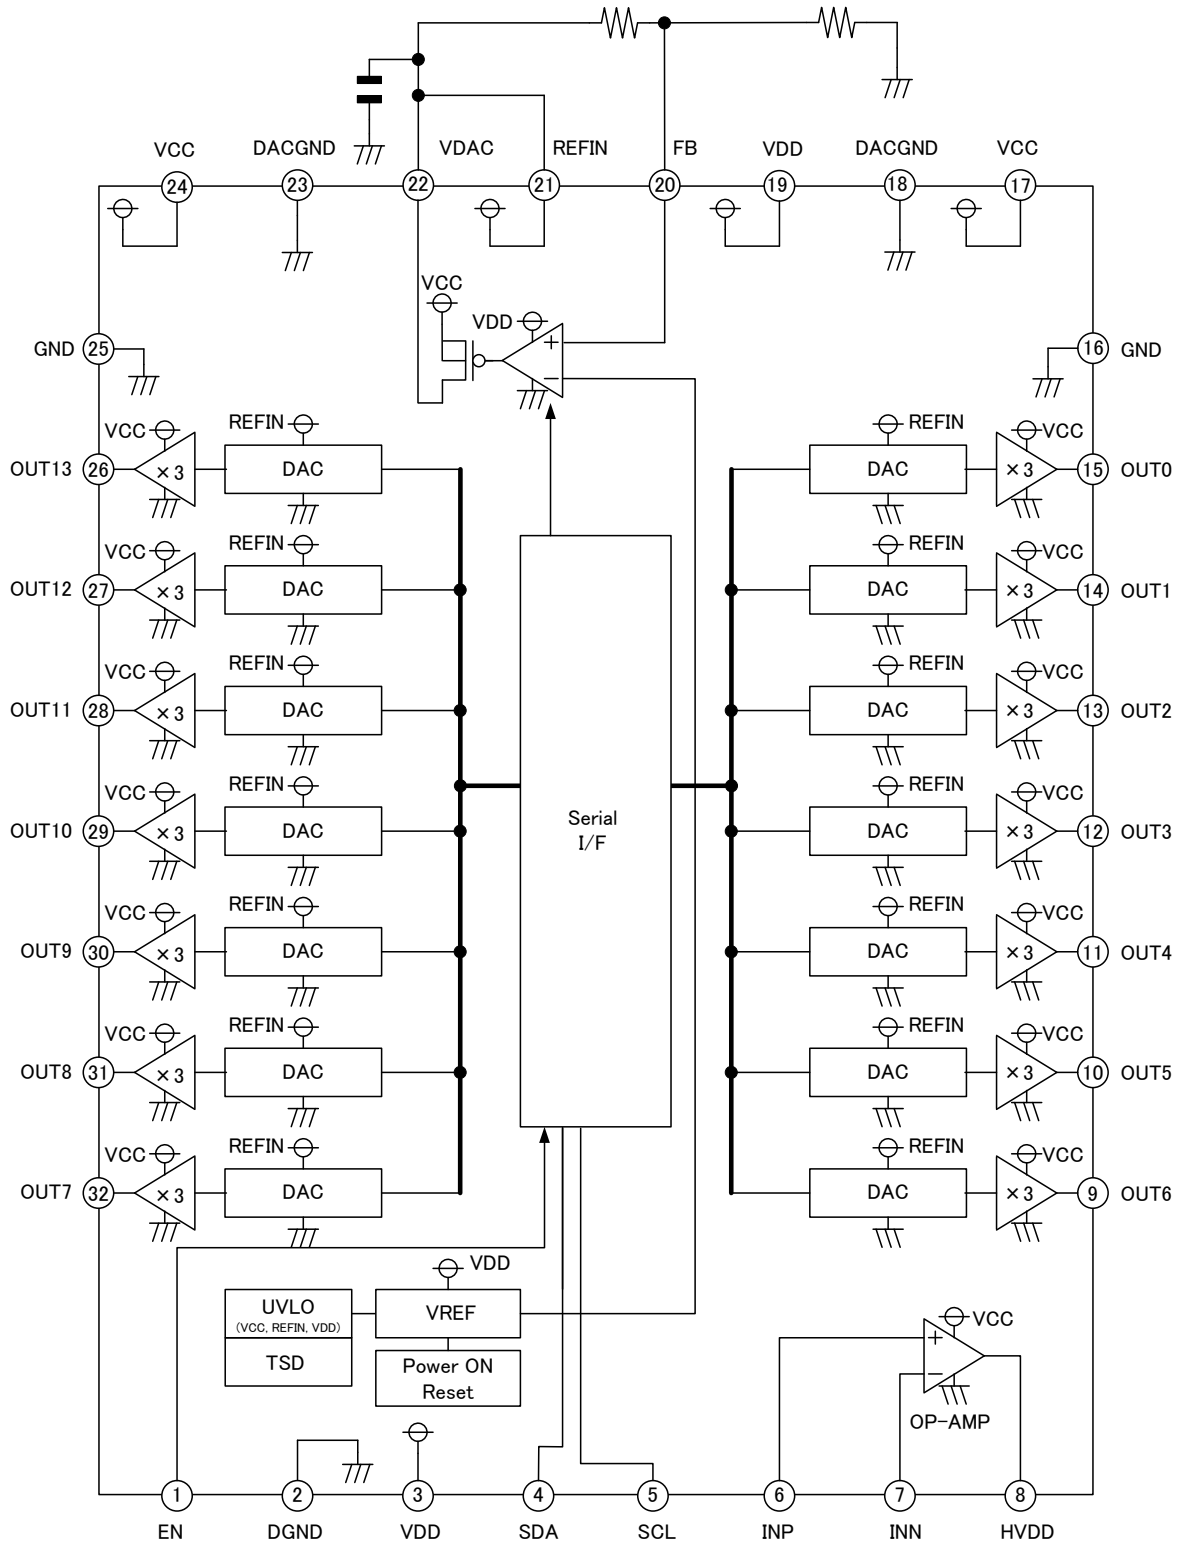 VCC DACGND VDAC REFIN FB VDD DACGND VCC
24 23 22 21 20 19 18 17
VCC
VDD
+
−
GND 25
16 GND
VCC REFIN
REFIN VCC
OUT13 26 ×3 DAC
DAC ×3 15 OUT0
VCC REFIN
REFIN VCC
OUT12 27 ×3 DAC
DAC ×3 14 OUT1
VCC REFIN
REFIN VCC
OUT11 28 ×3 DAC
DAC ×3 13 OUT2
VCC REFIN
REFIN VCC
OUT10 29 ×3 DAC
DAC ×3 12 OUT3
Serial
I/F
VCC REFIN
REFIN VCC
OUT9 30 ×3 DAC
DAC ×3 11 OUT4
VCC REFIN
REFIN VCC
OUT8 31 ×3 DAC
DAC ×3 10 OUT5
VCC REFIN
REFIN VCC
OUT7 32 ×3 DAC
DAC ×3 9 OUT6
VDD
UVLO
(VCC, REFIN, VDD)
VREF
TSD
Power ON
Reset
VCC
+
−
OP-AMP
1 2 3 4 5 6 7 8
EN DGND VDD SDA SCL INP INN HVDD